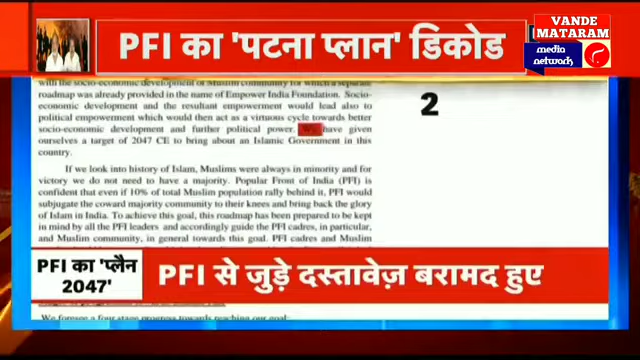 PFI का 'पटना प्लान' डिकोड
VANDE
MATARAM
media
network
with the socio-economic development of Muslim community for which a separate
roadmap was already provided in the name of Empower India Foundation. Socio-
economic development and the resultant empowerment would lead also to
political empowerment which would then act as a virtuous cycle towards better
socio-economic development and further political power. We have given
ourselves a target of 2047 CE to bring about an Islamic Government in this
country.
2
If we look into history of Islam, Muslims were always in minority and for
victory we do not need to have a majority. Popular Front of India (PFI) is
confident that even if 10% of total Muslim population rally behind it, PFI would
subjugate the coward majority community to their knees and bring back the glory
of Islam in India. To achieve this goal, this roadmap has been prepared to be kept
in mind by all the PFI leaders and accordingly guide the PFI cadres, in particular,
and Muslim community, in general towards this goal. PFI cadres and Muslim
PFI का 'प्लैन
2047'
PFI से जुड़े दस्तावेज़ बरामद हुए
We foresee a four stage progress towards reaching our goal: